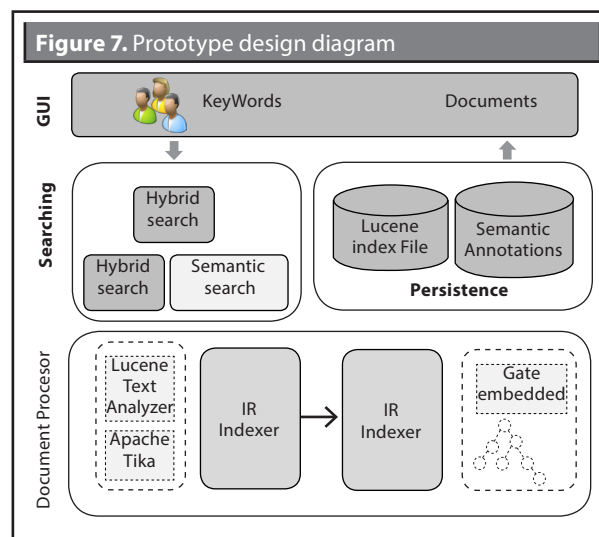 Figure 7. Prototype design diagram
GUI
KeyWords
Documents
Searching
Hybrid
search
Hybrid
search
Semantic
search
Lucene
index File
Semantic
Annotations
Persistence
Document Procesor
Lucene
Text
Analyzer
Apache
Tika
IR
Indexer
IR
Indexer
Gate
embedded